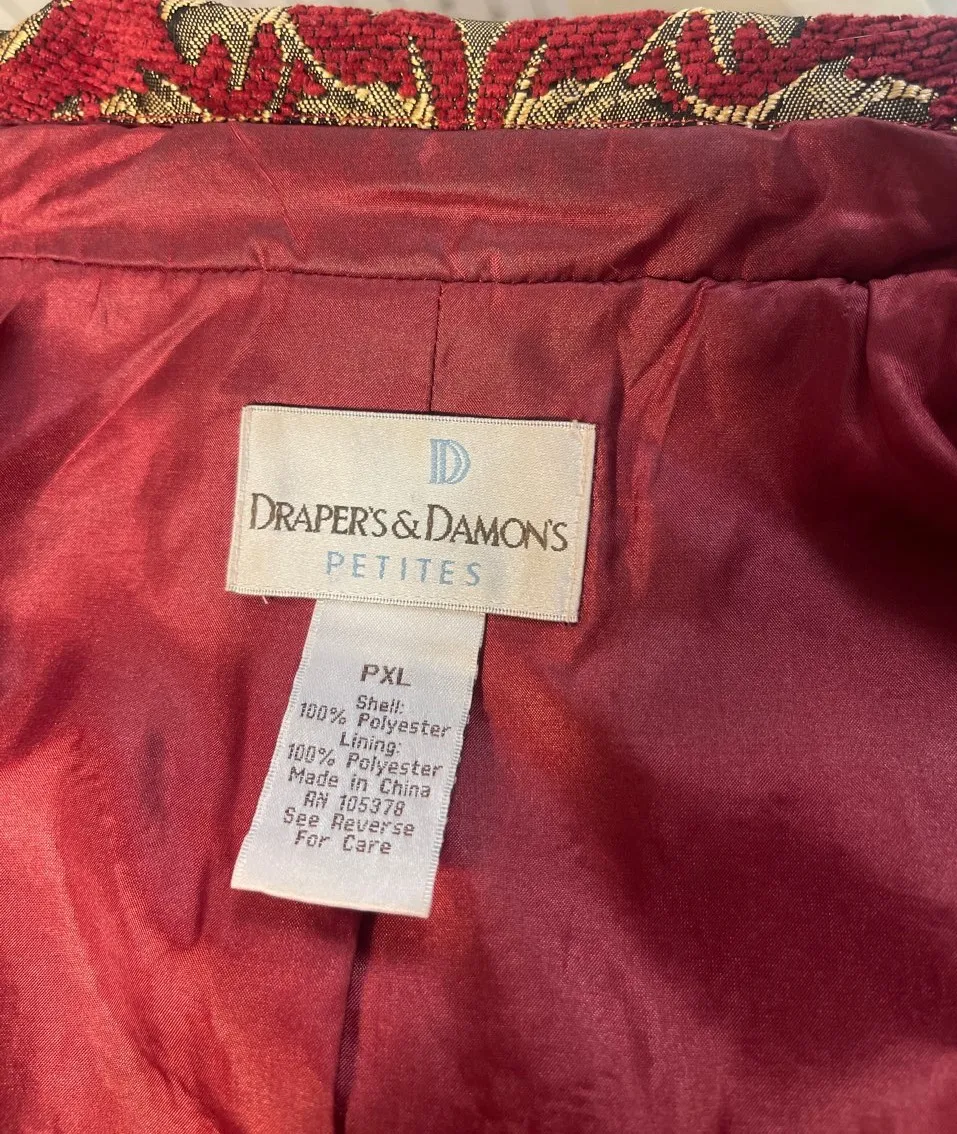 D
DRAPER'S & DAMON'S
PETITES
PXL
Shell:
100% Polyester
Lining:
100% Polyester
Made in China
RN 105378
See Reverse
For Care